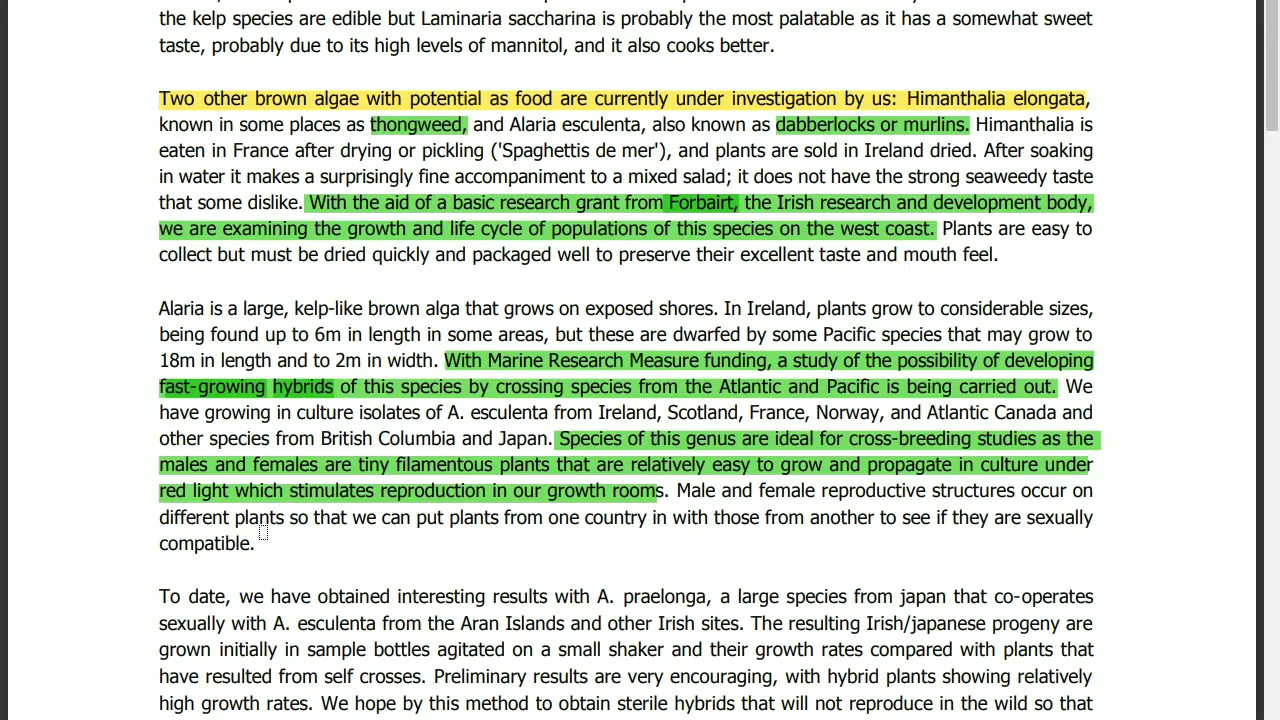 the kelp species are edible but Laminaria saccharina is probably the most palatable as it has a somewhat sweet
taste, probably due to its high levels of mannitol, and it also cooks better.
Two other brown algae with potential as food are currently under investigation by us: Himanthalia elongata,
known in some places as thongweed, and Alaria esculenta, also known as dabberlocks or murlins. Himanthalia is
eaten in France after drying or pickling ('Spaghettis de mer'), and plants are sold in Ireland dried. After soaking
in water it makes a surprisingly fine accompaniment to a mixed salad; it does not have the strong seaweedy taste
that some dislike. With the aid of a basic research grant from Forbairt, the Irish research and development body,
we are examining the growth and life cycle of populations of this species on the west coast. Plants are easy to
collect but must be dried quickly and packaged well to preserve their excellent taste and mouth feel.
Alaria is a large, kelp-like brown alga that grows on exposed shores. In Ireland, plants grow to considerable sizes,
being found up to 6m in length in some areas, but these are dwarfed by some Pacific species that may grow to
18m in length and to 2m in width. With Marine Research Measure funding, a study of the possibility of developing
fast-growing hybrids of this species by crossing species from the Atlantic and Pacific is being carried out. We
have growing in culture isolates of A. esculenta from Ireland, Scotland, France, Norway, and Atlantic Canada and
other species from British Columbia and Japan. Species of this genus are ideal for cross-breeding studies as the
males and females are tiny filamentous plants that are relatively easy to grow and propagate in culture under
red light which stimulates reproduction in our growth rooms. Male and female reproductive structures occur on
different plants so that we can put plants from one country in with those from another to see if they are sexually
compatible.
To date, we have obtained interesting results with A. praelonga, a large species from japan that co-operates
sexually with A. esculenta from the Aran Islands and other Irish sites. The resulting Irish/japanese progeny are
grown initially in sample bottles agitated on a small shaker and their growth rates compared with plants that
have resulted from self crosses. Preliminary results are very encouraging, with hybrid plants showing relatively
high growth rates. We hope by this method to obtain sterile hybrids that will not reproduce in the wild so that